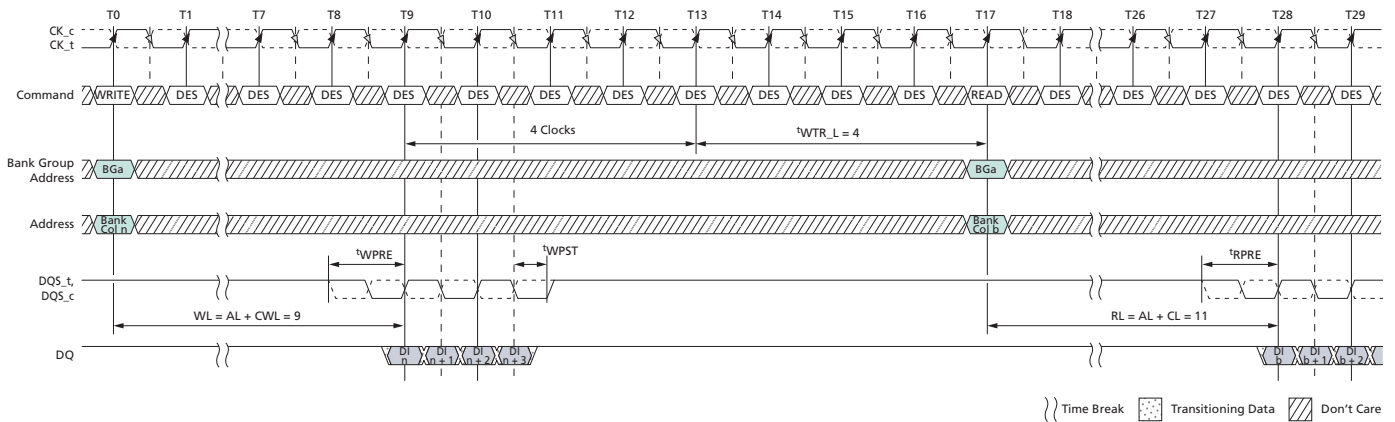 T0 T1 T7 T8 T9 T10 T11 T12 T13 T14 T15 T16 T17 T18 T26 T27 T28 T29
CK_c
CK_t
Command WRITE DES DES DES DES DES DES DES DES DES DES DES READ DES DES DES DES DES
4 Clocks tWTR_L = 4
Bank Group
Address
BGa BGa
Address
Bank
Col n
Bank
Col b
tWPRE tWPST tRPRE
DQS_t,
DQS_c
WL = AL + CWL = 9 RL = AL + CL = 11
DQ
DI
n
DI
n + 1
DI
n + 2
DI
n + 3
DI
b
DI
b + 1
DI
b + 2
Time Break Transitioning Data Don't Care